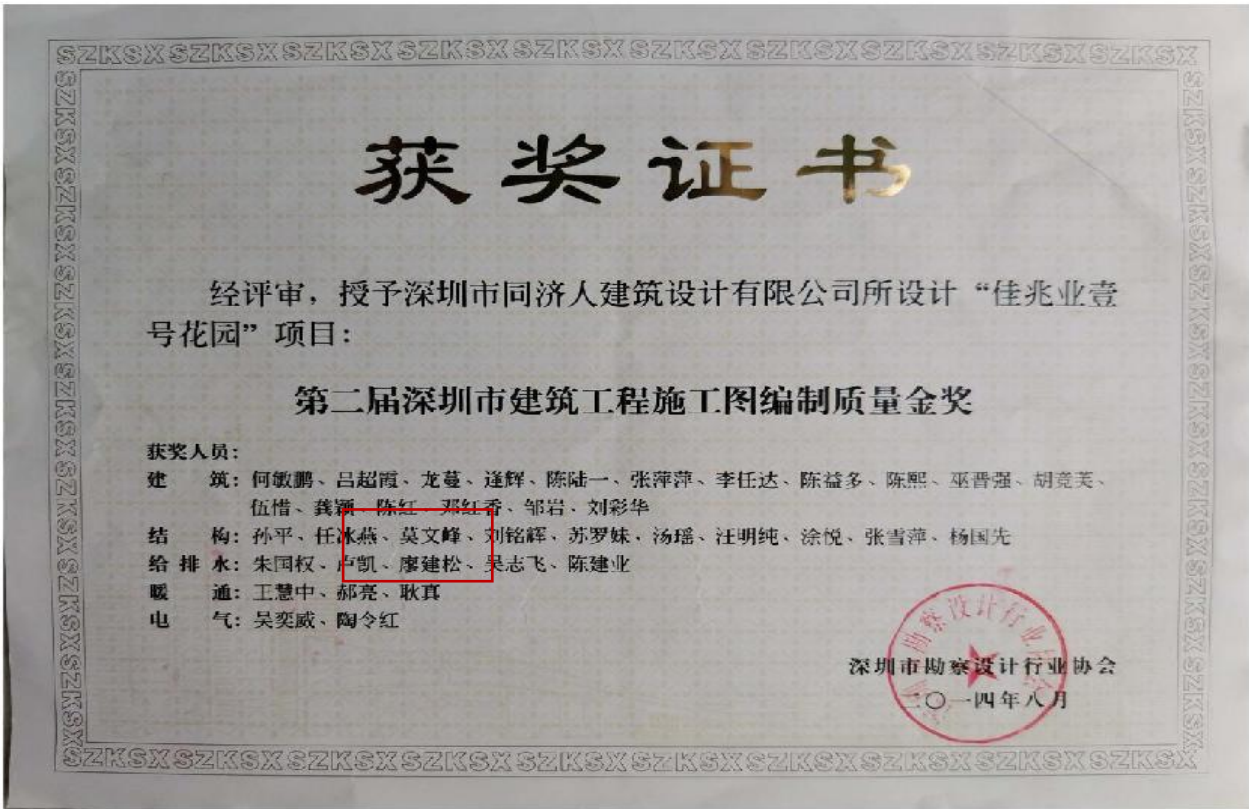 SZKSXSZKSXSZKSXSZKSXSZKSXSZKSXSZKSXSZKSXSZKSXSZKSX
获奖证书
经评审，授予深圳市同济人建筑设计有限公司所设计“佳兆业壹
号花园”项目：
第二届深圳市建筑工程施工图编制质量金奖
获奖人员：
建 筑：何敏鹏、吕超霞、龙蔓、逄辉、陈陆一、张萍萍、李任达、陈益多、陈熙、巫晋强、胡竞芙、
伍惜、龚颖、陈红、邓红香、邹岩、刘彩华
结 构：孙平、任冰燕、莫文峰、刘铭辉、苏罗妹、汤瑶、汪明纯、涂悦、张雪萍、杨国先
给 排 水：朱国权、卢凯、廖建松、吴志飞、陈建业
暖 通：王慧中、郝亮、耿真
电 气：吴奕威、陶令红
深圳市勘察设计行业协会
二〇一四年八月